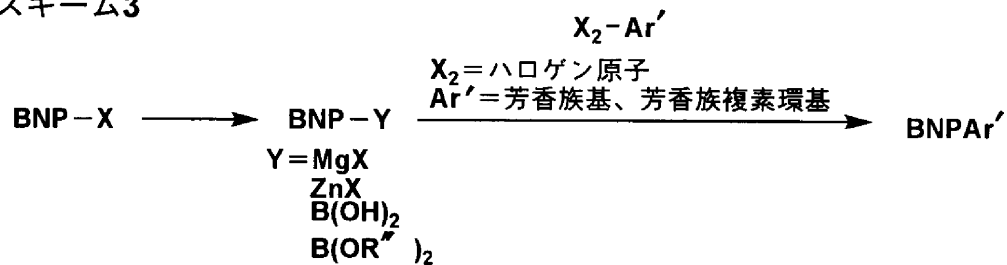 スキーム3
X₂-Ar′
X₂=ハロゲン原子
Ar′=芳香族基、芳香族複素環基
BNP-X
BNP-Y
BNPAr′
Y=MgX
ZnX
B(OH)₂
B(OR″)₂